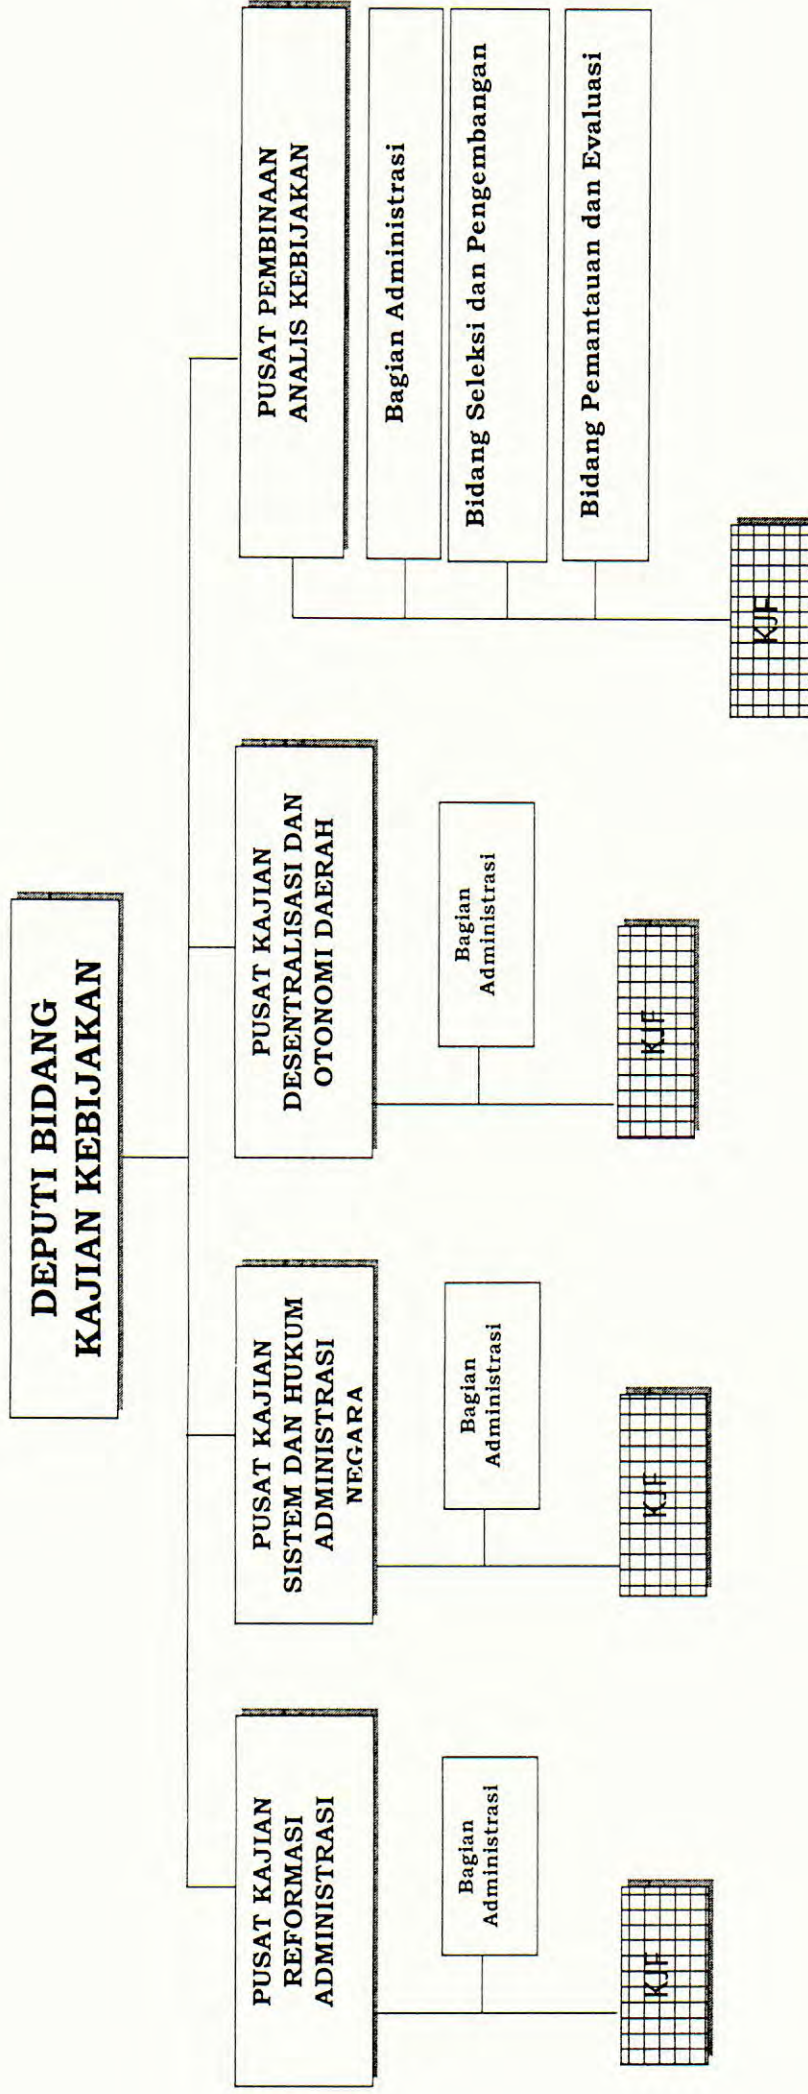 DEPUTI BIDANG
KAJIAN KEBIJAKAN
PUSAT KAJIAN
REFORMASI
ADMINISTRASI
Bagian
Administrasi
KJF
PUSAT KAJIAN
SISTEM DAN HUKUM
ADMINISTRASI
NEGARA
Bagian
Administrasi
KJF
PUSAT KAJIAN
DESENTRALISASI DAN
OTONOMI DAERAH
Bagian
Administrasi
KJF
PUSAT PEMBINAAN
ANALIS KEBIJAKAN
Bagian Administrasi
Bidang Seleksi dan Pengembangan
Bidang Pemantauan dan Evaluasi
KJF